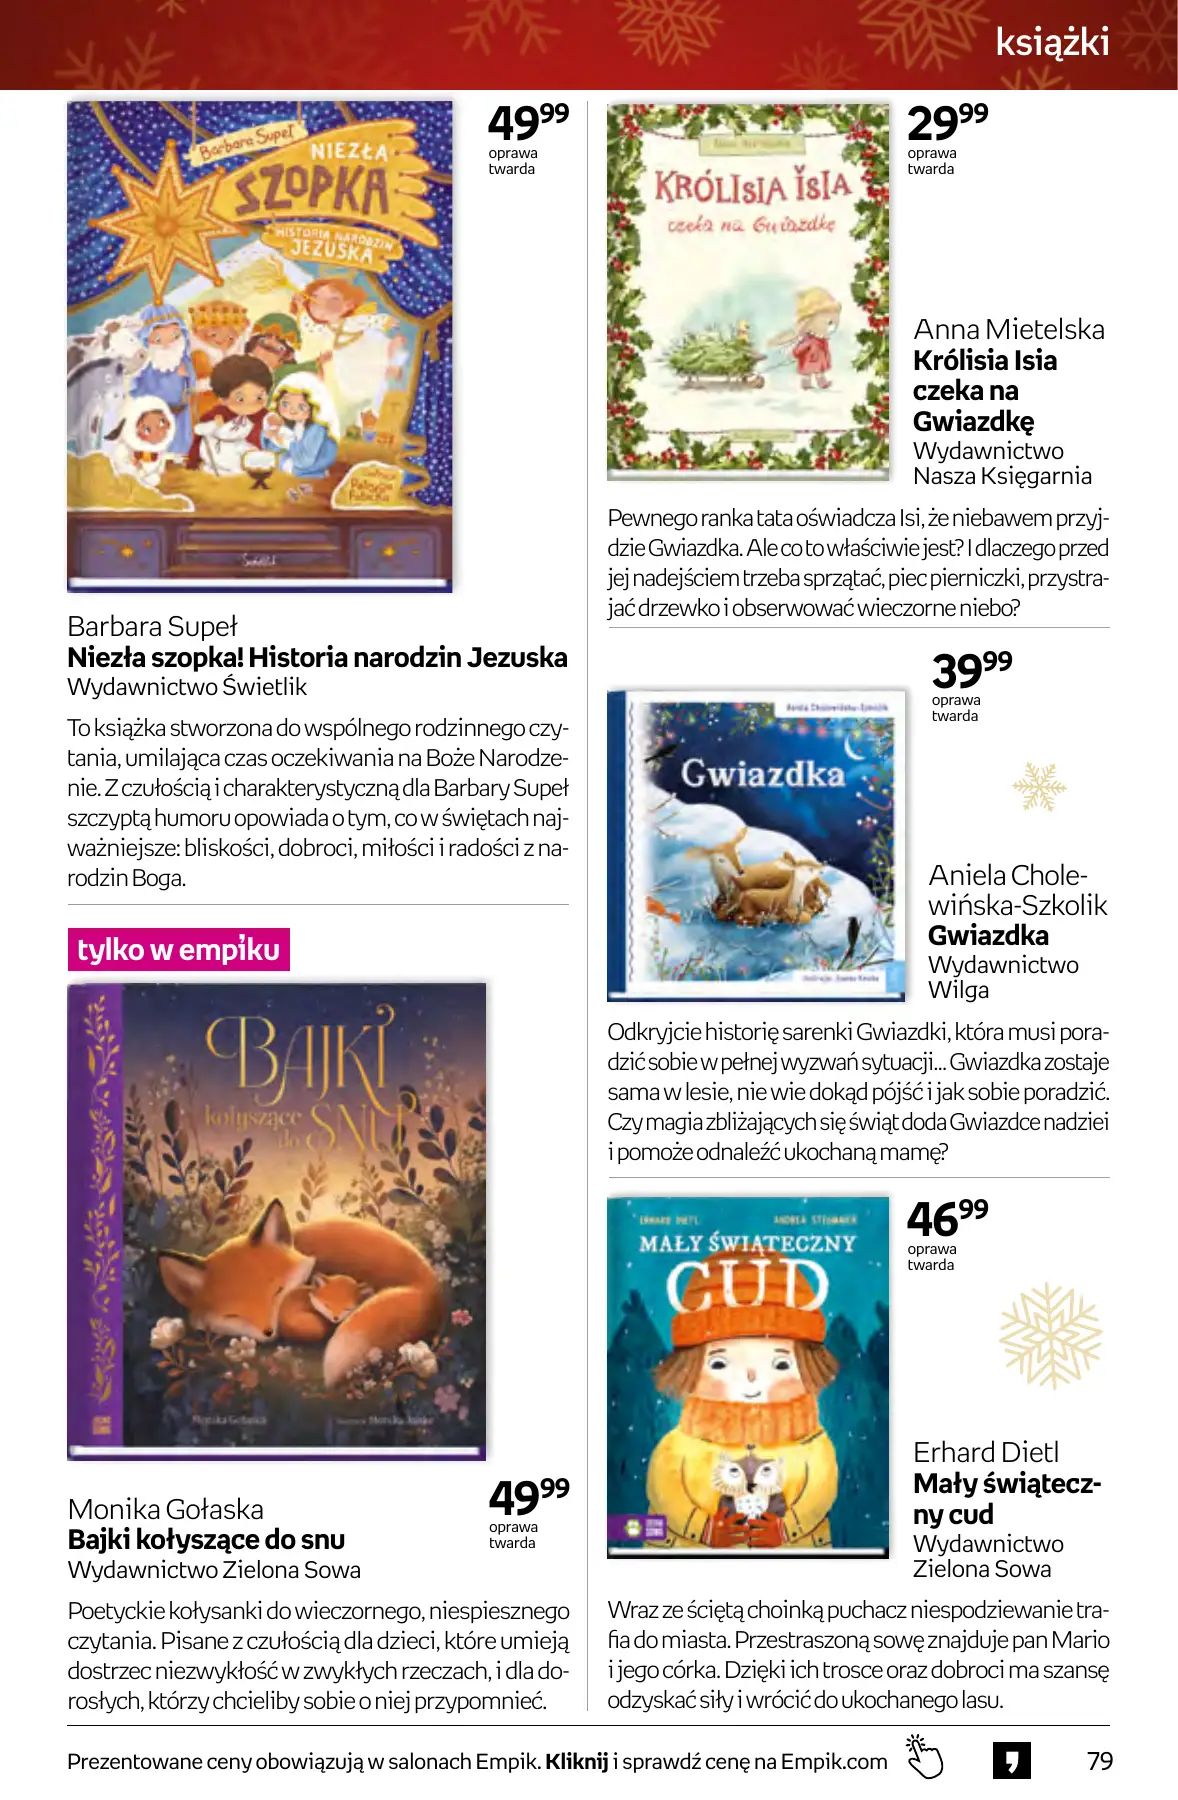 książki
Barbara Supeł
NIEZŁA
SZOPKA
HISTORIA NARODZIN
JEZUSKA
49 99
oprawa
twarda
Barbara Supeł
Niezła szopka! Historia narodzin Jezuska
Wydawnictwo Świetlik
To książka stworzona do wspólnego rodzinnego czy-
tania, umilająca czas oczekiwania na Boże Narodze-
nie. Z czułością i charakterystyczną dla Barbary Supeł
szczyptą humoru opowiada o tym, co w świętach naj-
ważniejsze: bliskości, dobroci, miłości i radości z na-
rodzin Boga.
tylko w empiku
BAJKI
kołyszące
do SNU
Monika Gołaska
Monika Gołaska
Bajki kołyszące do snu
Wydawnictwo Zielona Sowa
49 99
oprawa
twarda
Poetyckie kołysanki do wieczornego, niespiesznego
czytania. Pisane z czułością dla dzieci, które umieją
dostrzec niezwykłość w zwykłych rzeczach, i dla do-
rosłych, którzy chcieliby sobie o niej przypomnieć.
KRÓLISIA ISIA
czeka na Gwiazdkę
29 99
oprawa
twarda
Anna Mietelska
Królisia Isia
czeka na
Gwiazdkę
Wydawnictwo
Nasza Księgarnia
Pewnego ranka tata oświadcza Isi, że niebawem przyj-
dzie Gwiazdka. Ale co to właściwie jest? I dlaczego przed
jej nadejściem trzeba sprzątać, piec pierniczki, przystra-
jać drzewko i obserwować wieczorne niebo?
Aniela Cholewińska-Szkolik
Gwiazdka
39 99
oprawa
twarda
Aniela Chole-
wińska-Szkolik
Gwiazdka
Wydawnictwo
Wilga
Odkryjcie historię sarenki Gwiazdki, która musi pora-
dzić sobie w pełnej wyzwań sytuacji... Gwiazdka zostaje
sama w lesie, nie wie dokąd pójść i jak sobie poradzić.
Czy magia zbliżających się świąt doda Gwiazdce nadziei
i pomoże odnaleźć ukochaną mamę?
ERHARD DIETL
MAŁY ŚWIĄTECZNY
CUD
46 99
oprawa
twarda
Erhard Dietl
Mały świątecz-
ny cud
Wydawnictwo
Zielona Sowa
Wraz ze ściętą choinką puchacz niespodziewanie tra-
fia do miasta. Przestraszoną sowę znajduje pan Mario
i jego córka. Dzięki ich trosce oraz dobroci ma szansę
odzyskać siły i wrócić do ukochanego lasu.
Prezentowane ceny obowiązują w salonach Empik. Kliknij i sprawdź cenę na Empik.com
79